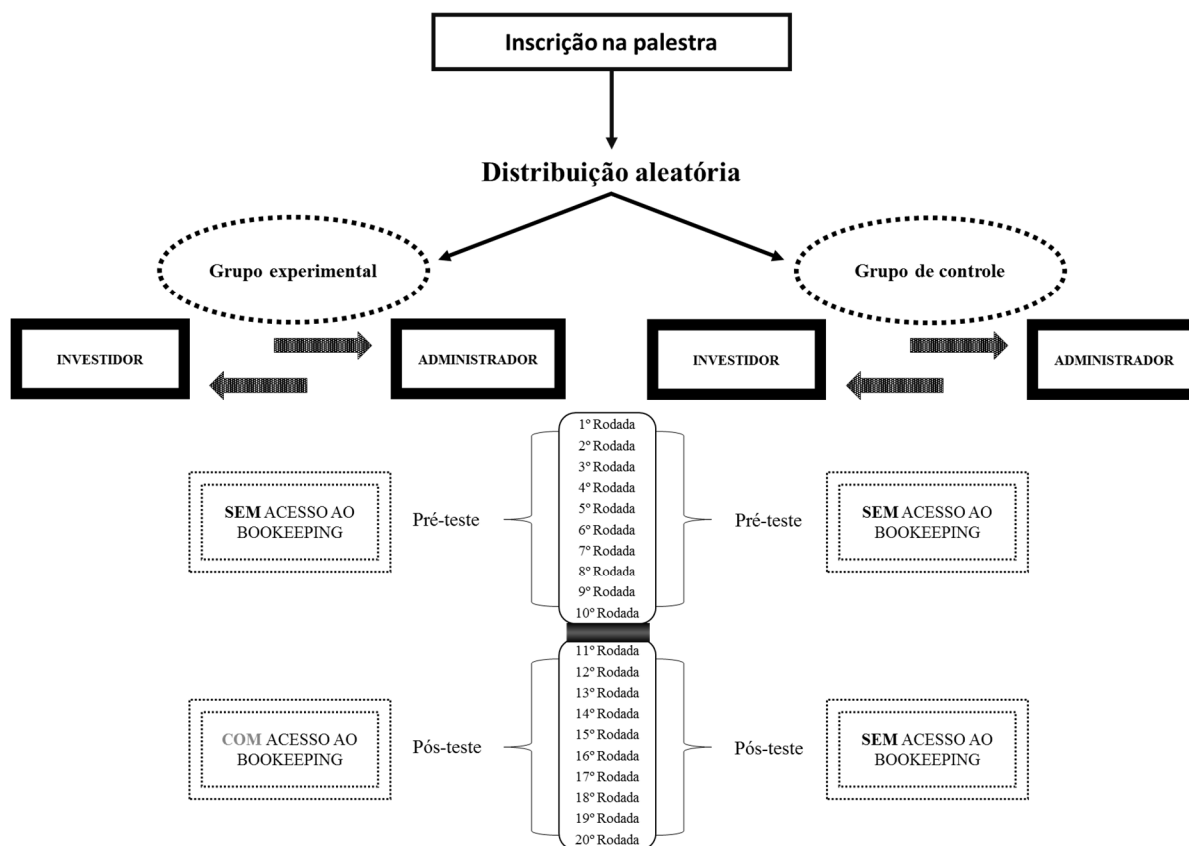 Inscrição na palestra
Distribuição aleatória
Grupo experimental
Grupo de controle
INVESTIDOR
ADMINISTRADOR
INVESTIDOR
ADMINISTRADOR
1º Rodada
2º Rodada
3º Rodada
4º Rodada
5º Rodada
6º Rodada
7º Rodada
8º Rodada
9º Rodada
10º Rodada
SEM ACESSO AO
BOOKEEPING
Pré-teste
Pré-teste
SEM ACESSO AO
BOOKEEPING
11º Rodada
12º Rodada
13º Rodada
14º Rodada
15º Rodada
16º Rodada
17º Rodada
18º Rodada
19º Rodada
20º Rodada
COM ACESSO AO
BOOKEEPING
Pós-teste
Pós-teste
SEM ACESSO AO
BOOKEEPING